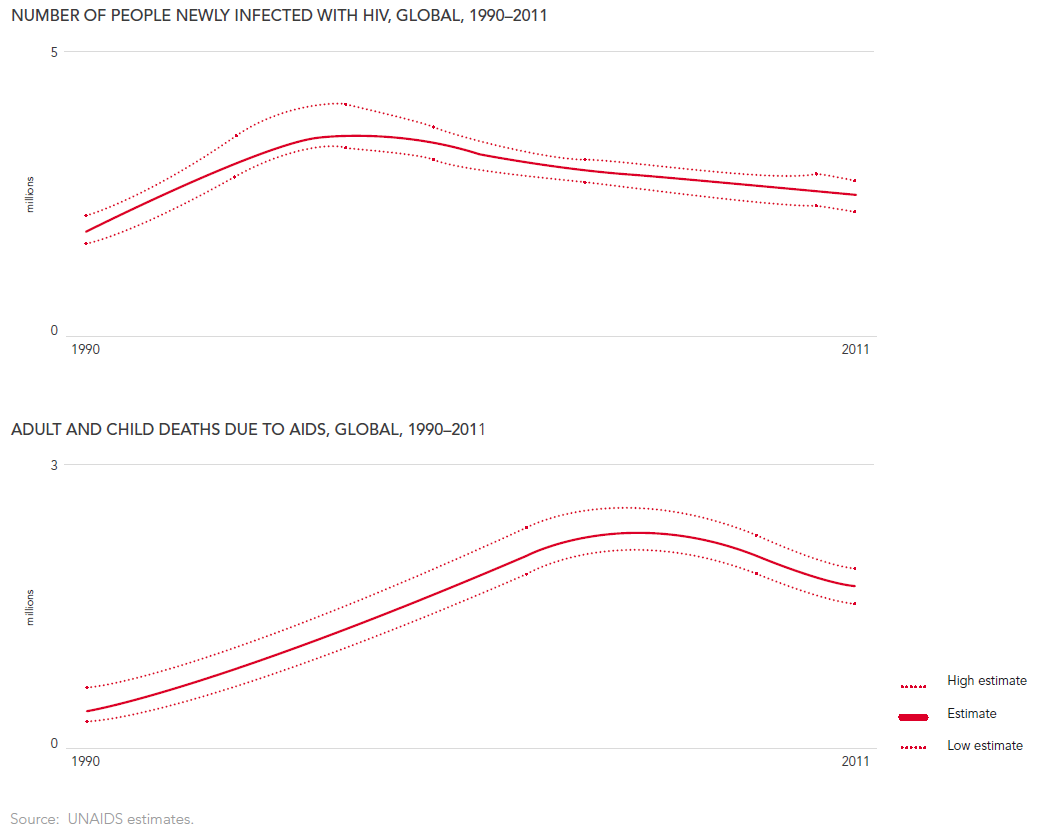 NUMBER OF PEOPLE NEWLY INFECTED WITH HIV, GLOBAL, 1990–2011
5
millions
0
1990 2011
ADULT AND CHILD DEATHS DUE TO AIDS, GLOBAL, 1990–2011
3
millions
0
1990 2011
High estimate
Estimate
Low estimate
Source: UNAIDS estimates.